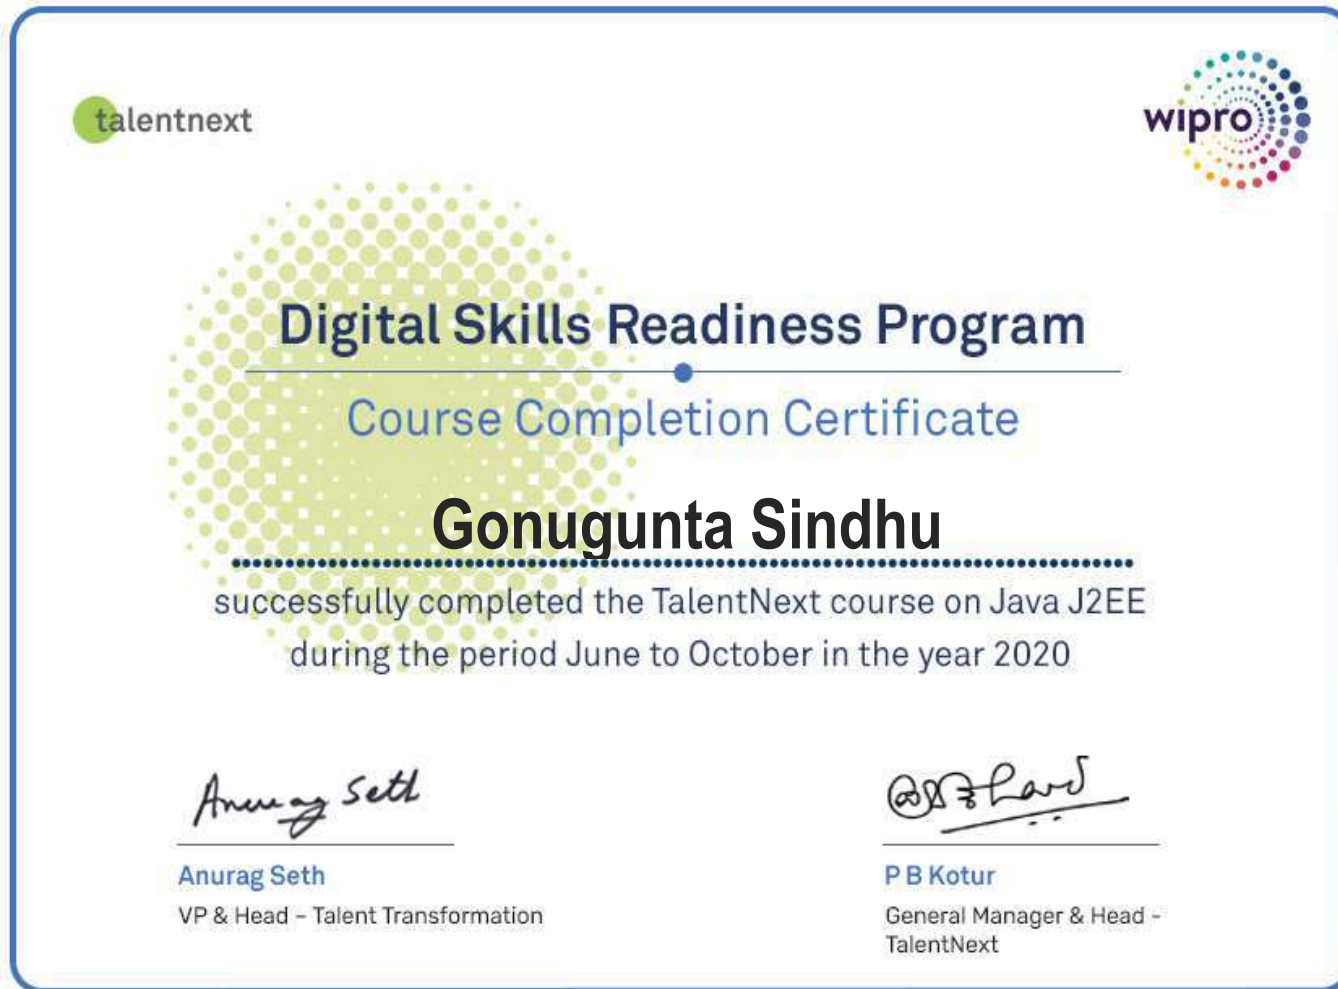 talentnext
wipro
Digital Skills Readiness Program
Course Completion Certificate
Gonugunta Sindhu
successfully completed the TalentNext course on Java J2EE
during the period June to October in the year 2020
Anurag Seth
Anurag Seth
VP & Head – Talent Transformation
P B Kotur
General Manager & Head -
TalentNext